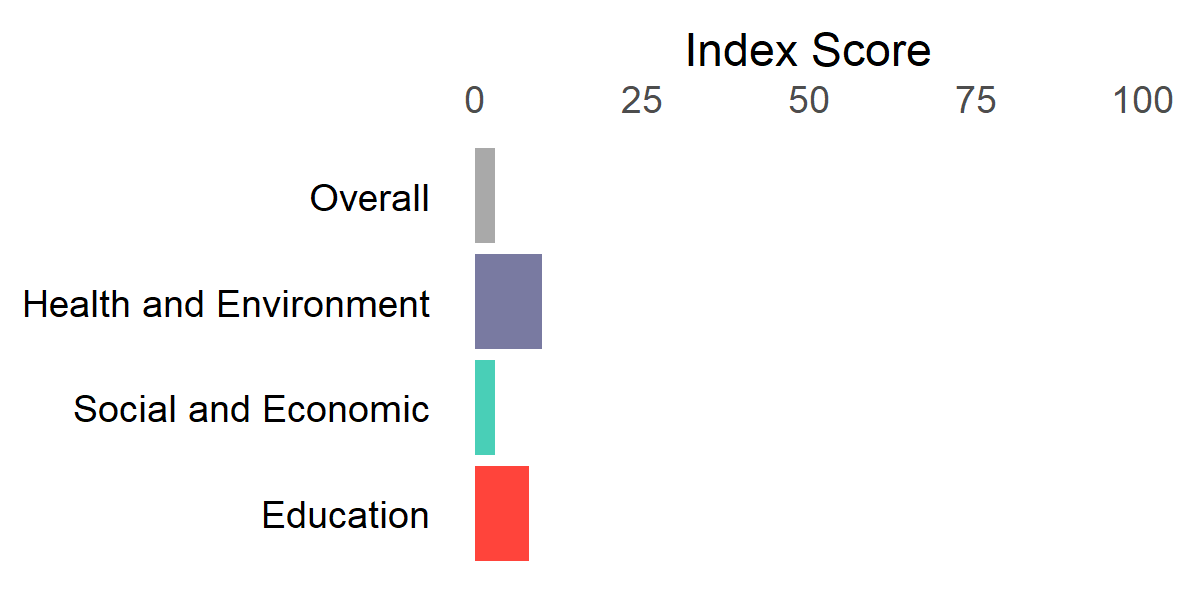 Index Score
0 25 50 75 100
Overall
Health and Environment
Social and Economic
Education